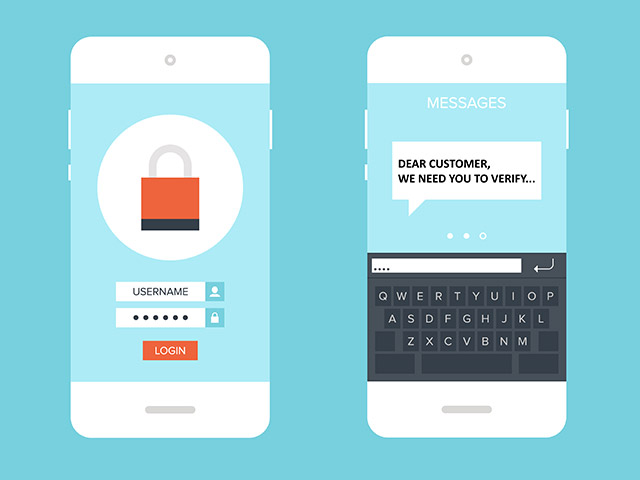 USERNAME
••••••
LOGIN
MESSAGES
DEAR CUSTOMER,
WE NEED YOU TO VERIFY...
....
Q W E R T Y U I O P
A S D F G H J K L
Z X C V B N M